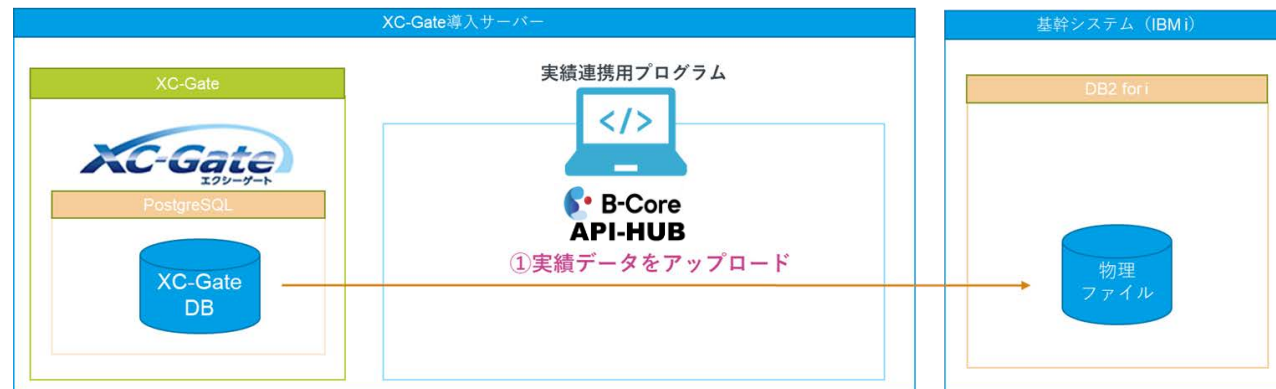 XC-Gate導入サーバー
基幹システム（IBM i）
XC-Gate
XC-Gate
エクシーゲート
PostgreSQL
XC-Gate
DB
実績連携用プログラム
</>
B-Core
API-HUB
①実績データをアップロード
DB2 for i
物理
ファイル